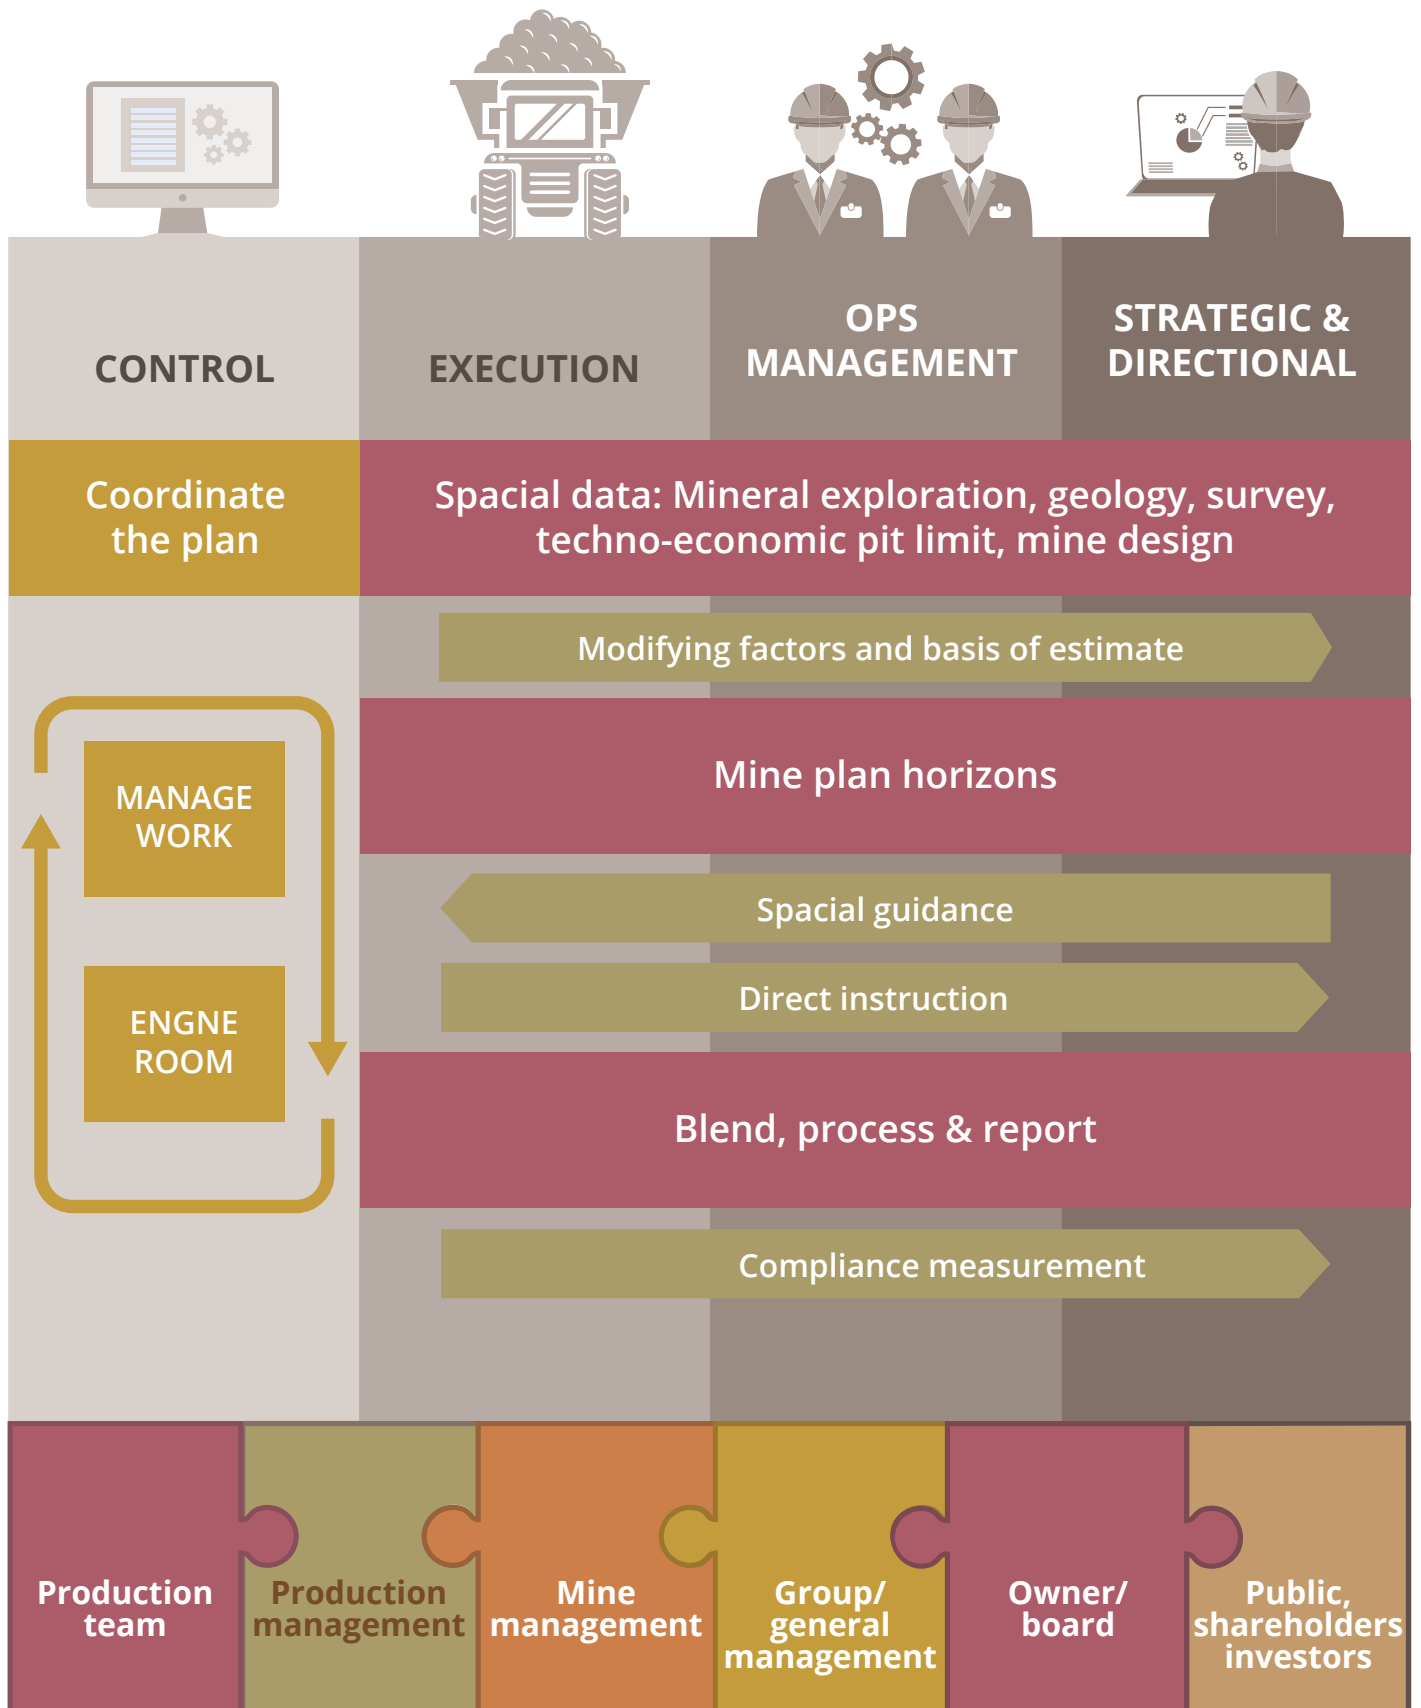 CONTROL
EXECUTION
OPS
MANAGEMENT
STRATEGIC &
DIRECTIONAL
Coordinate
the plan
Spacial data: Mineral exploration, geology, survey,
techno-economic pit limit, mine design
Modifying factors and basis of estimate
Mine plan horizons
MANAGE
WORK
Spacial guidance
Direct instruction
ENGNE
ROOM
Blend, process & report
Compliance measurement
Production
team
Production
management
Mine
management
Group/
general
management
Owner/
board
Public,
shareholders
investors